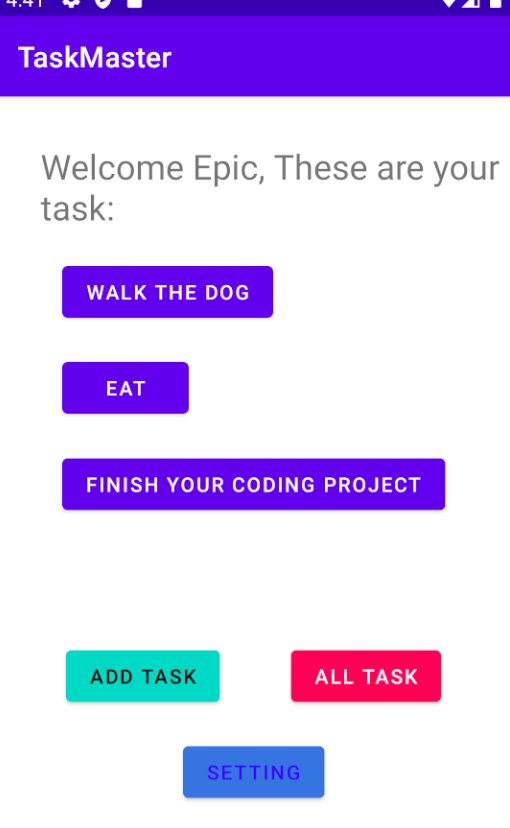 4:41
TaskMaster
Welcome Epic, These are your
task:
WALK THE DOG
EAT
FINISH YOUR CODING PROJECT
ADD TASK
ALL TASK
SETTING